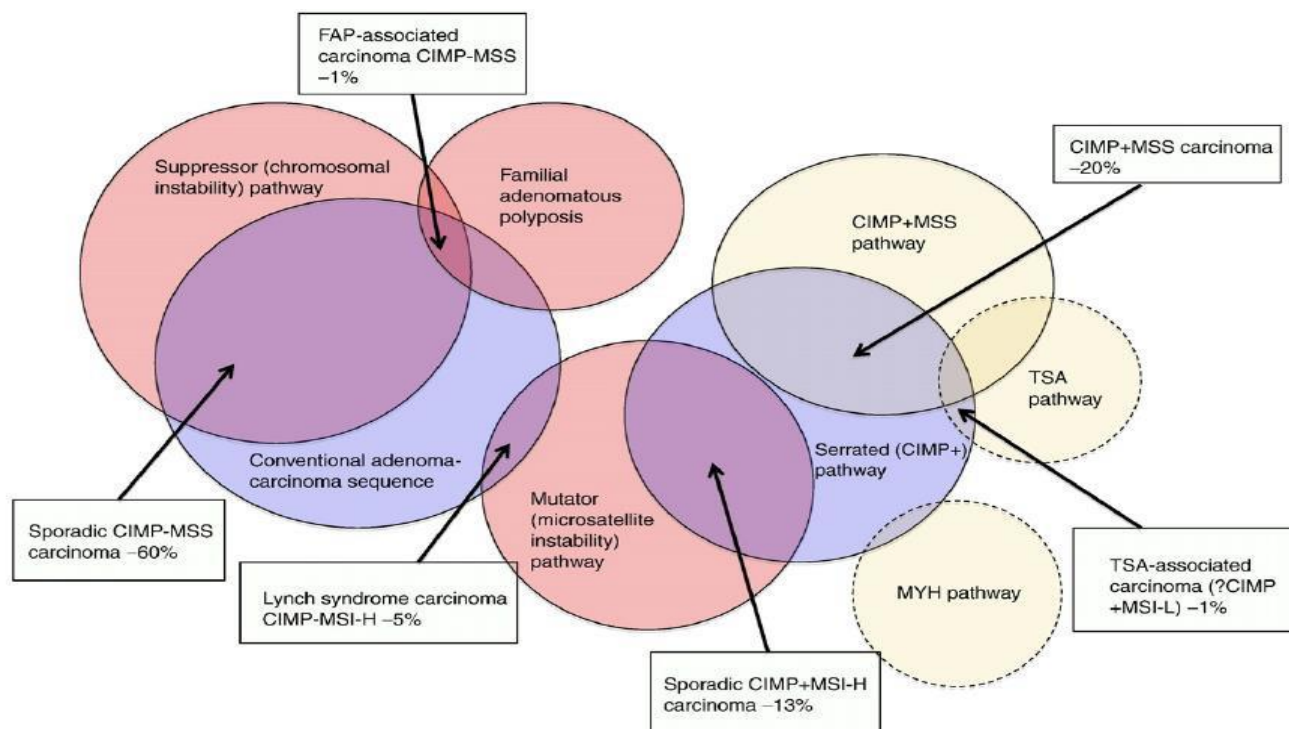 FAP-associated
carcinoma CIMP-MSS
–1%
Suppressor (chromosomal
instability) pathway
Familial
adenomatous
polyposis
CIMP+MSS carcinoma
–20%
CIMP+MSS
pathway
TSA
pathway
Conventional adenoma-
carcinoma sequence
Serrated (CIMP+)
pathway
Mutator
(microsatellite
instability)
pathway
MYH pathway
Sporadic CIMP-MSS
carcinoma –60%
Lynch syndrome carcinoma
CIMP-MSI-H –5%
Sporadic CIMP+MSI-H
carcinoma –13%
TSA-associated
carcinoma (?CIMP
+MSI-L) –1%